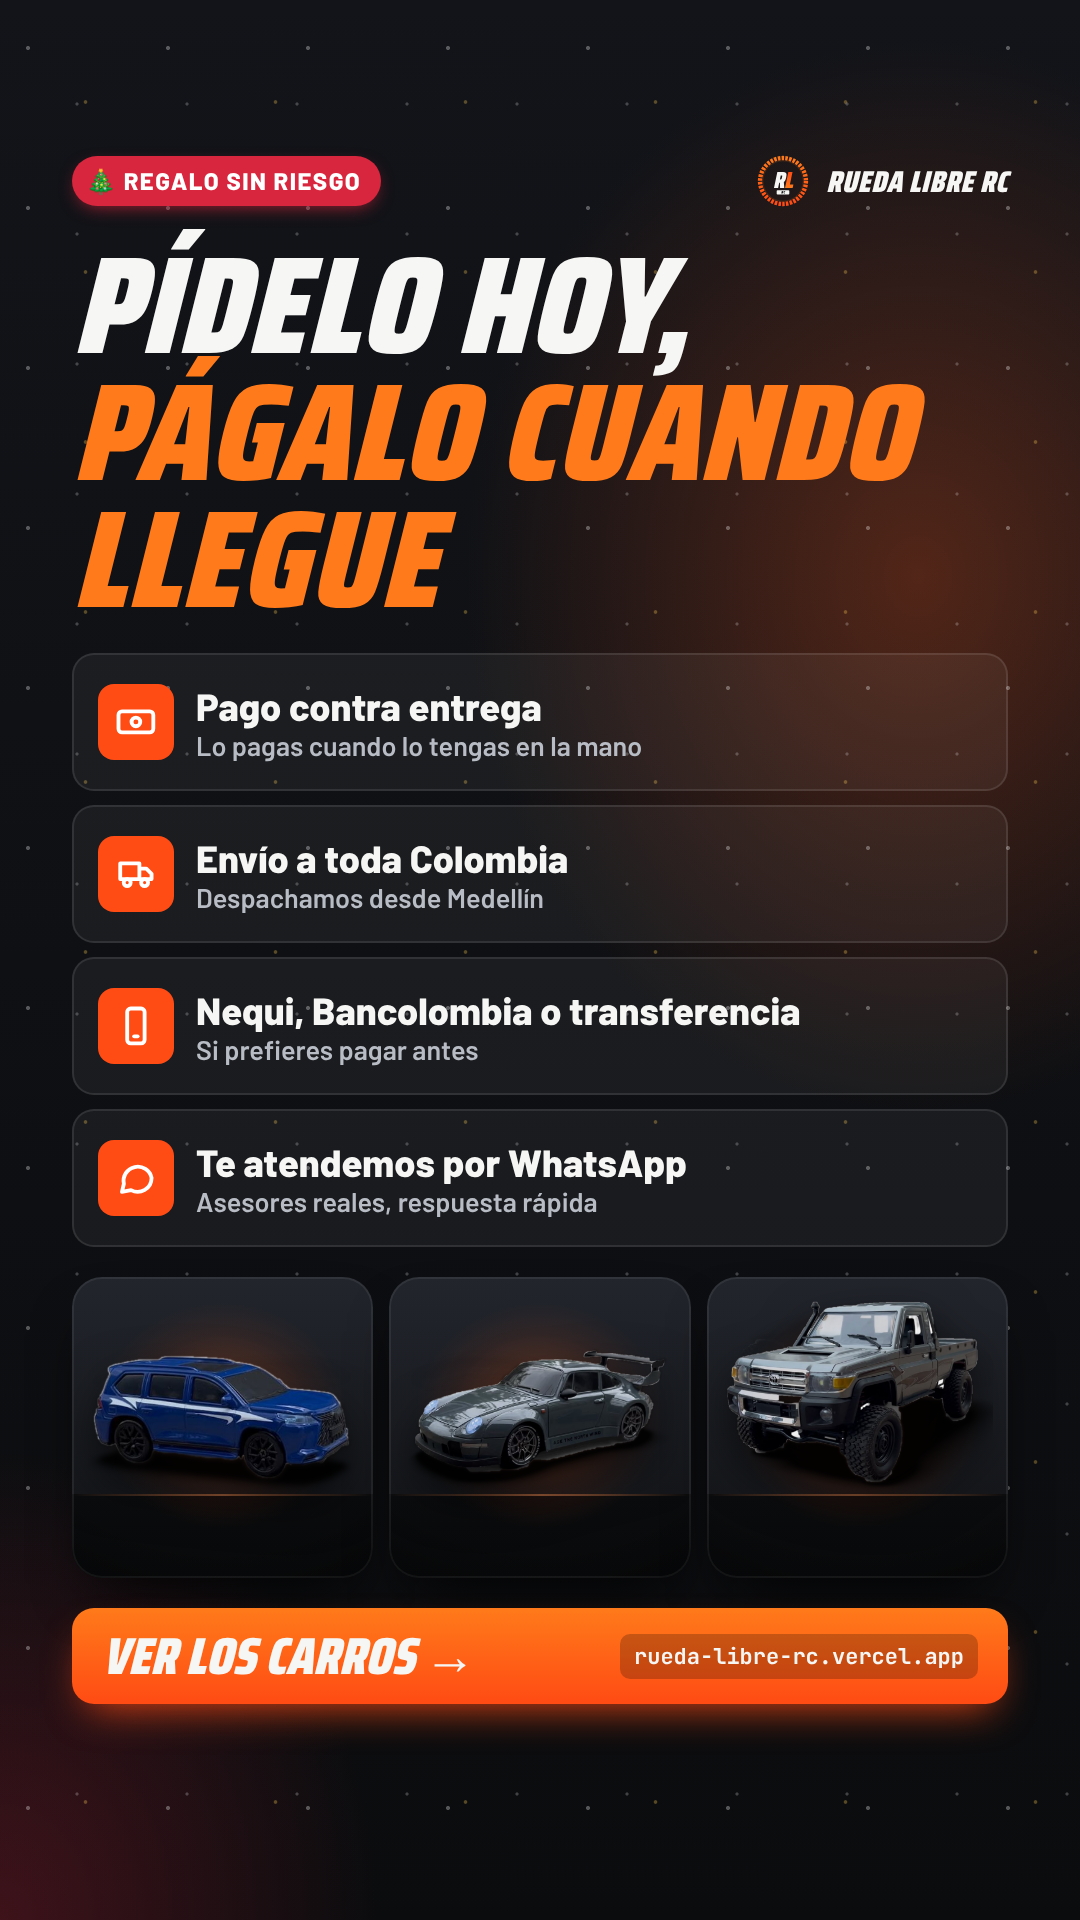 🎄 REGALO SIN RIESGO
RL
RUEDA LIBRE RC
PÍDELO HOY,
PÁGALO CUANDO
LLEGUE
Pago contra entrega
Lo pagas cuando lo tengas en la mano
Envío a toda Colombia
Despachamos desde Medellín
Nequi, Bancolombia o transferencia
Si prefieres pagar antes
Te atendemos por WhatsApp
Asesores reales, respuesta rápida
VER LOS CARROS →
rueda-libre-rc.vercel.app